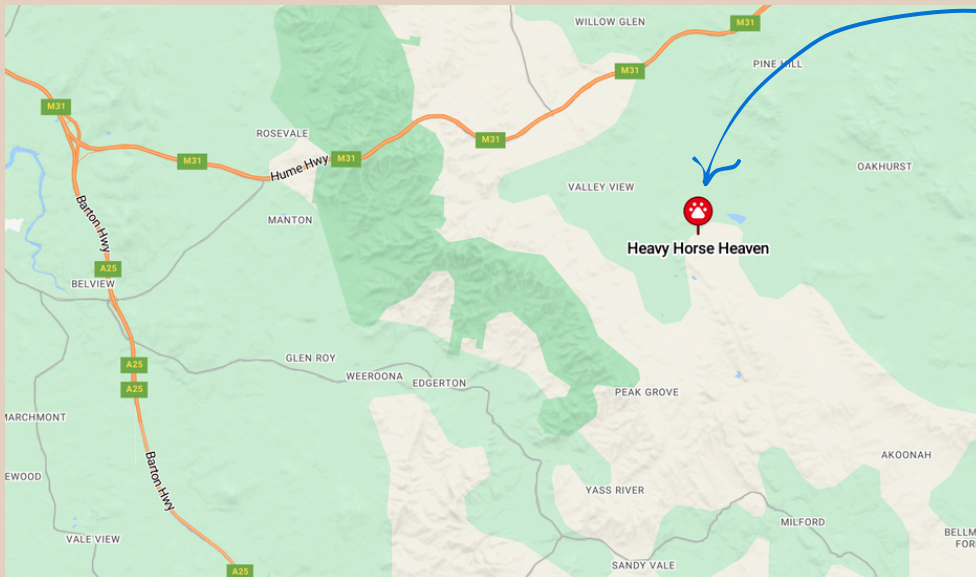 WILLOW GLEN
M31
PINE HILL
M31
M31
ROSEVALE
M31
M31
M31
Hume Hwy
OAKHURST
VALLEY VIEW
Barton Hwy
MANTON
Heavy Horse Heaven
A25
BELVIEW
GLEN ROY
A25
WEEROONA
EDGERTON
A25
PEAK GROVE
MARCHMONT
AKOONAH
Barton Hwy
EWOOD
YASS RIVER
MILFORD
VALE VIEW
BELLM
FOR
SANDY VALE
A25